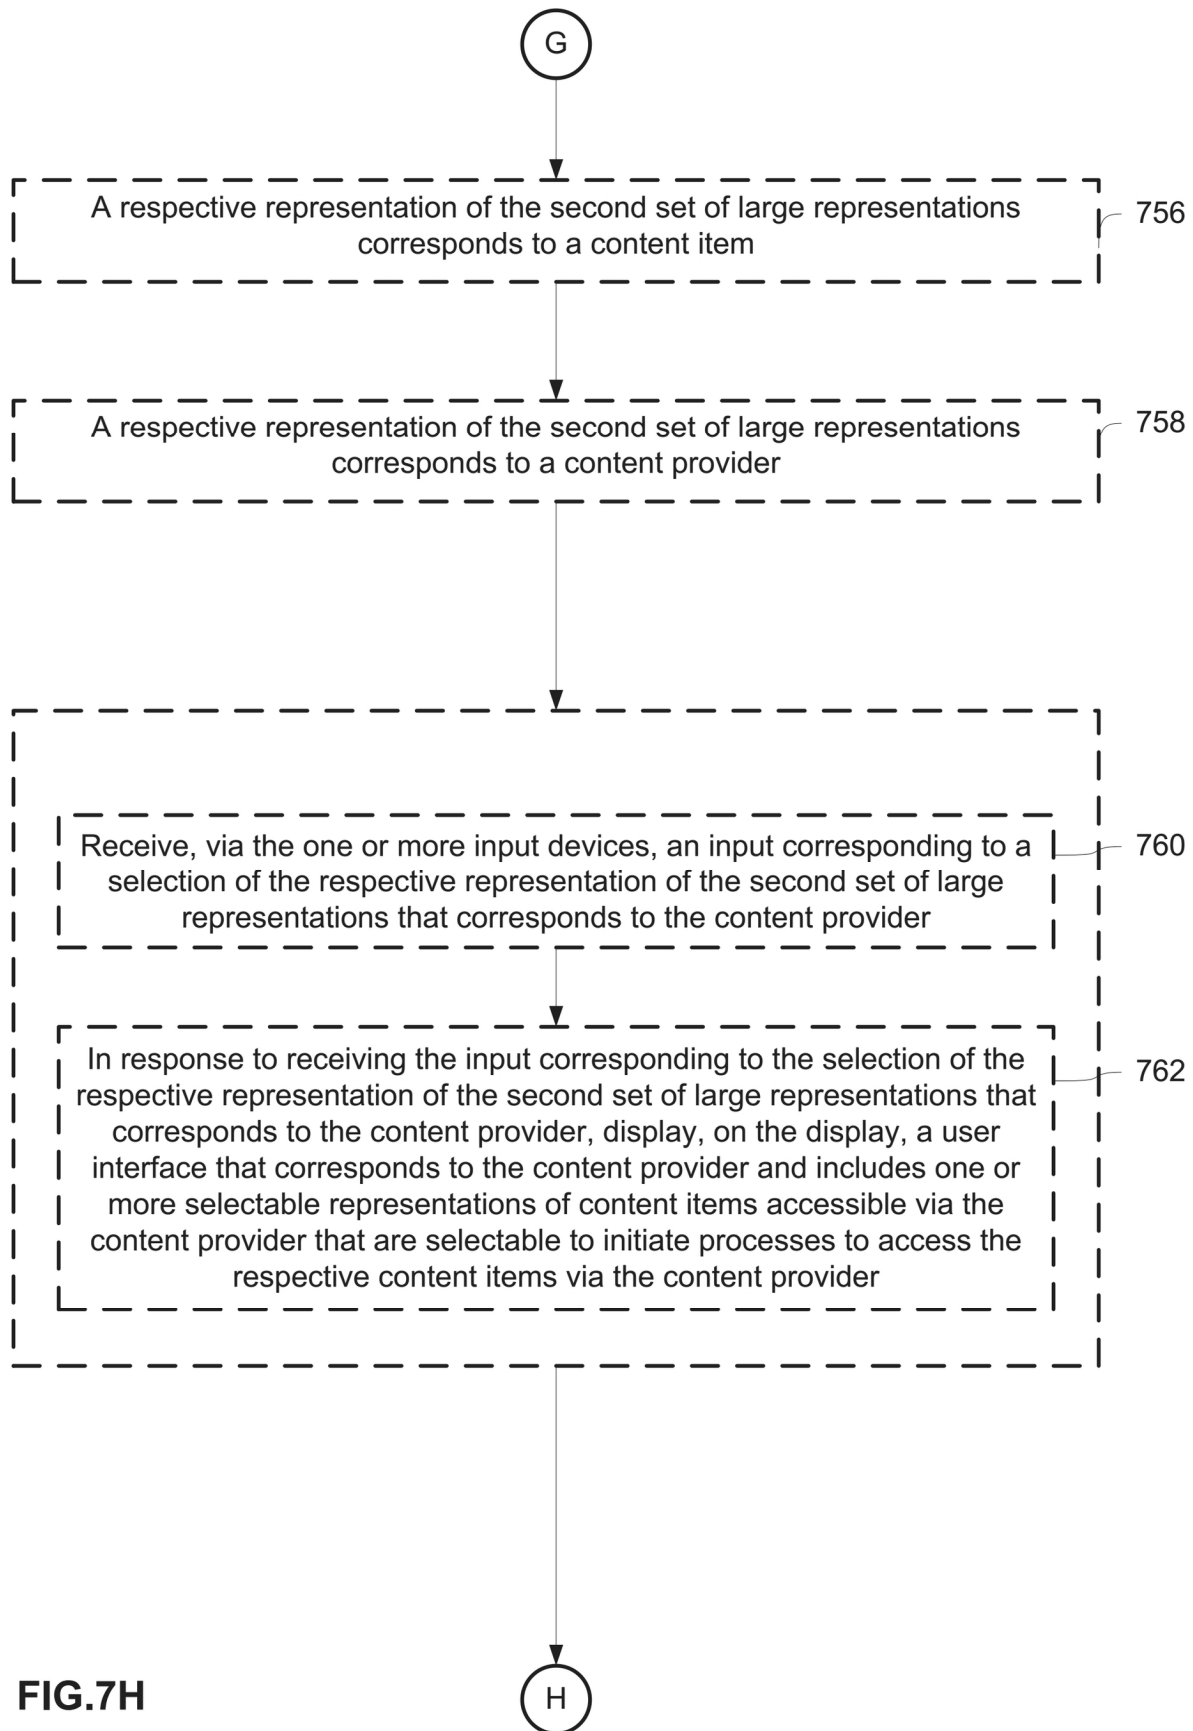 G
A respective representation of the second set of large representations
corresponds to a content item
756
A respective representation of the second set of large representations
corresponds to a content provider
758
Receive, via the one or more input devices, an input corresponding to a
selection of the respective representation of the second set of large
representations that corresponds to the content provider
760
In response to receiving the input corresponding to the selection of the
respective representation of the second set of large representations that
corresponds to the content provider, display, on the display, a user
interface that corresponds to the content provider and includes one or
more selectable representations of content items accessible via the
content provider that are selectable to initiate processes to access the
respective content items via the content provider
762
FIG.7H
H